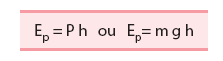 Eₚ = P h ou Eₚ = m g h